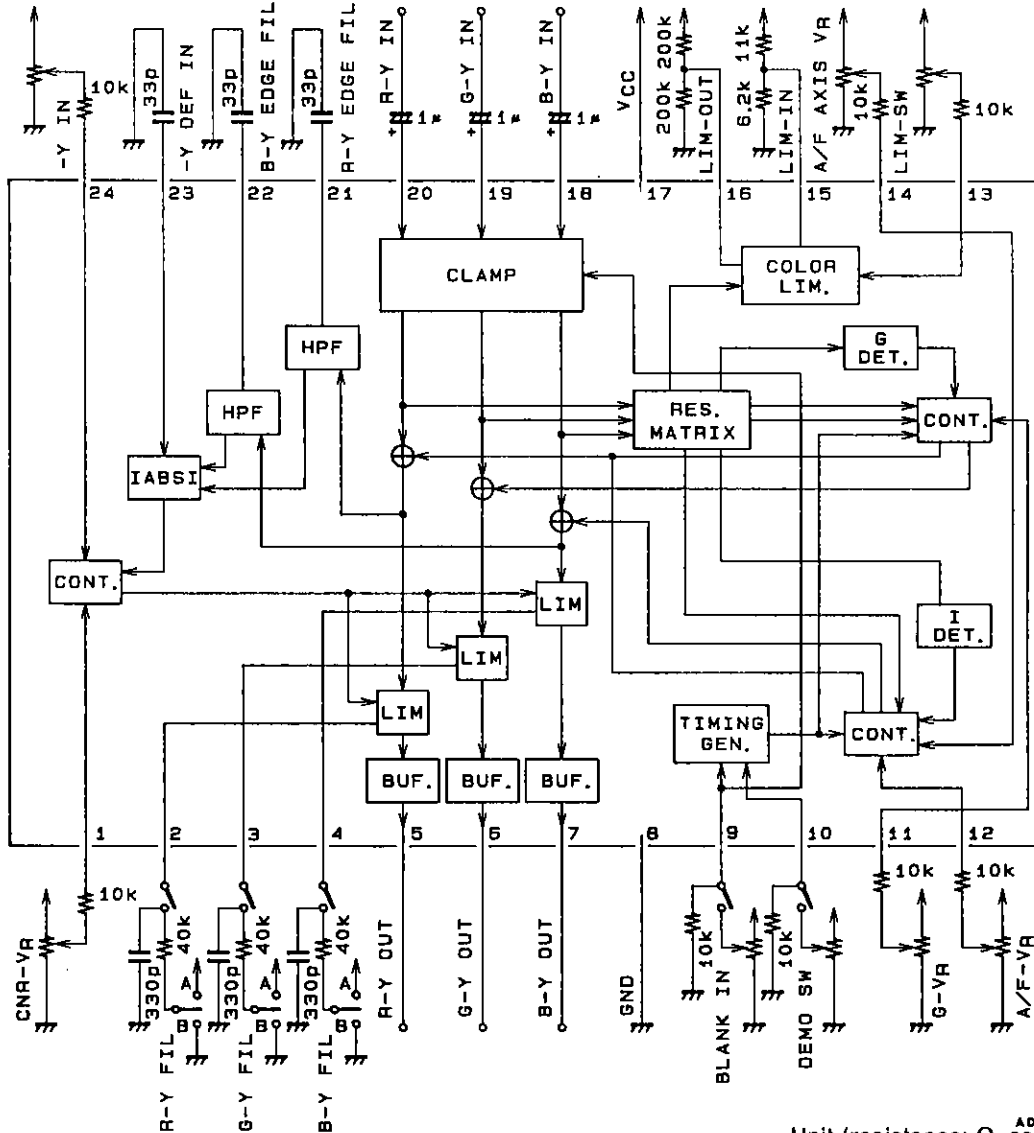 10k
-Y IN
33p
-Y DEF IN
33p
B-Y EDGE FIL
33p
R-Y EDGE FIL
R-Y IN
+ 1μ
G-Y IN
+ 1μ
B-Y IN
+ 1μ
VCC
200k 200k
LIM-OUT
6.2k 11k
LIM-IN
A/F AXIS VR
10k
LIM-SW
10k
24 23 22 21 20 19 18 17 16 15 14 13
CLAMP
COLOR
LIM.
HPF
G
DET.
HPF
RES.
MATRIX
CONT.
IABSI
CONT.
LIM
I
DET.
LIM
LIM
TIMING
GEN.
CONT.
BUF. BUF. BUF.
1 2 3 4 5 6 7 8 9 10 11 12
10k
CNR-VR
330p
40k
A
B
R-Y FIL
330p
40k
A
B
G-Y FIL
330p
40k
A
B
B-Y FIL
R-Y OUT
G-Y OUT
B-Y OUT
GND
10k
BLANK IN
10k
DEMO SW
10k
G-VR
10k
A/F-VR